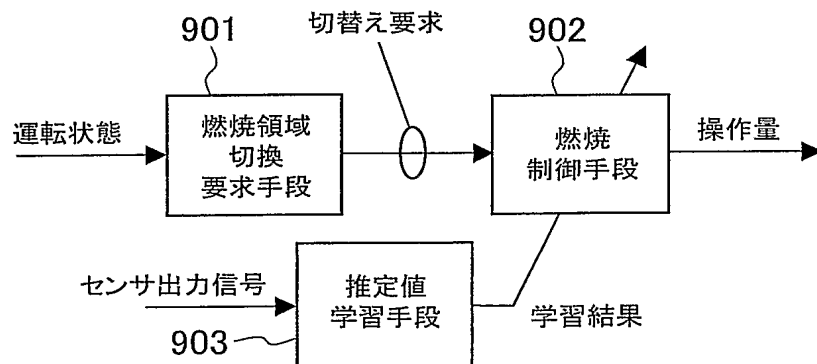 901
切替え要求
902
運転状態
燃焼領域
切換
要求手段
燃焼
制御手段
操作量
センサ出力信号
推定値
学習手段
学習結果
903